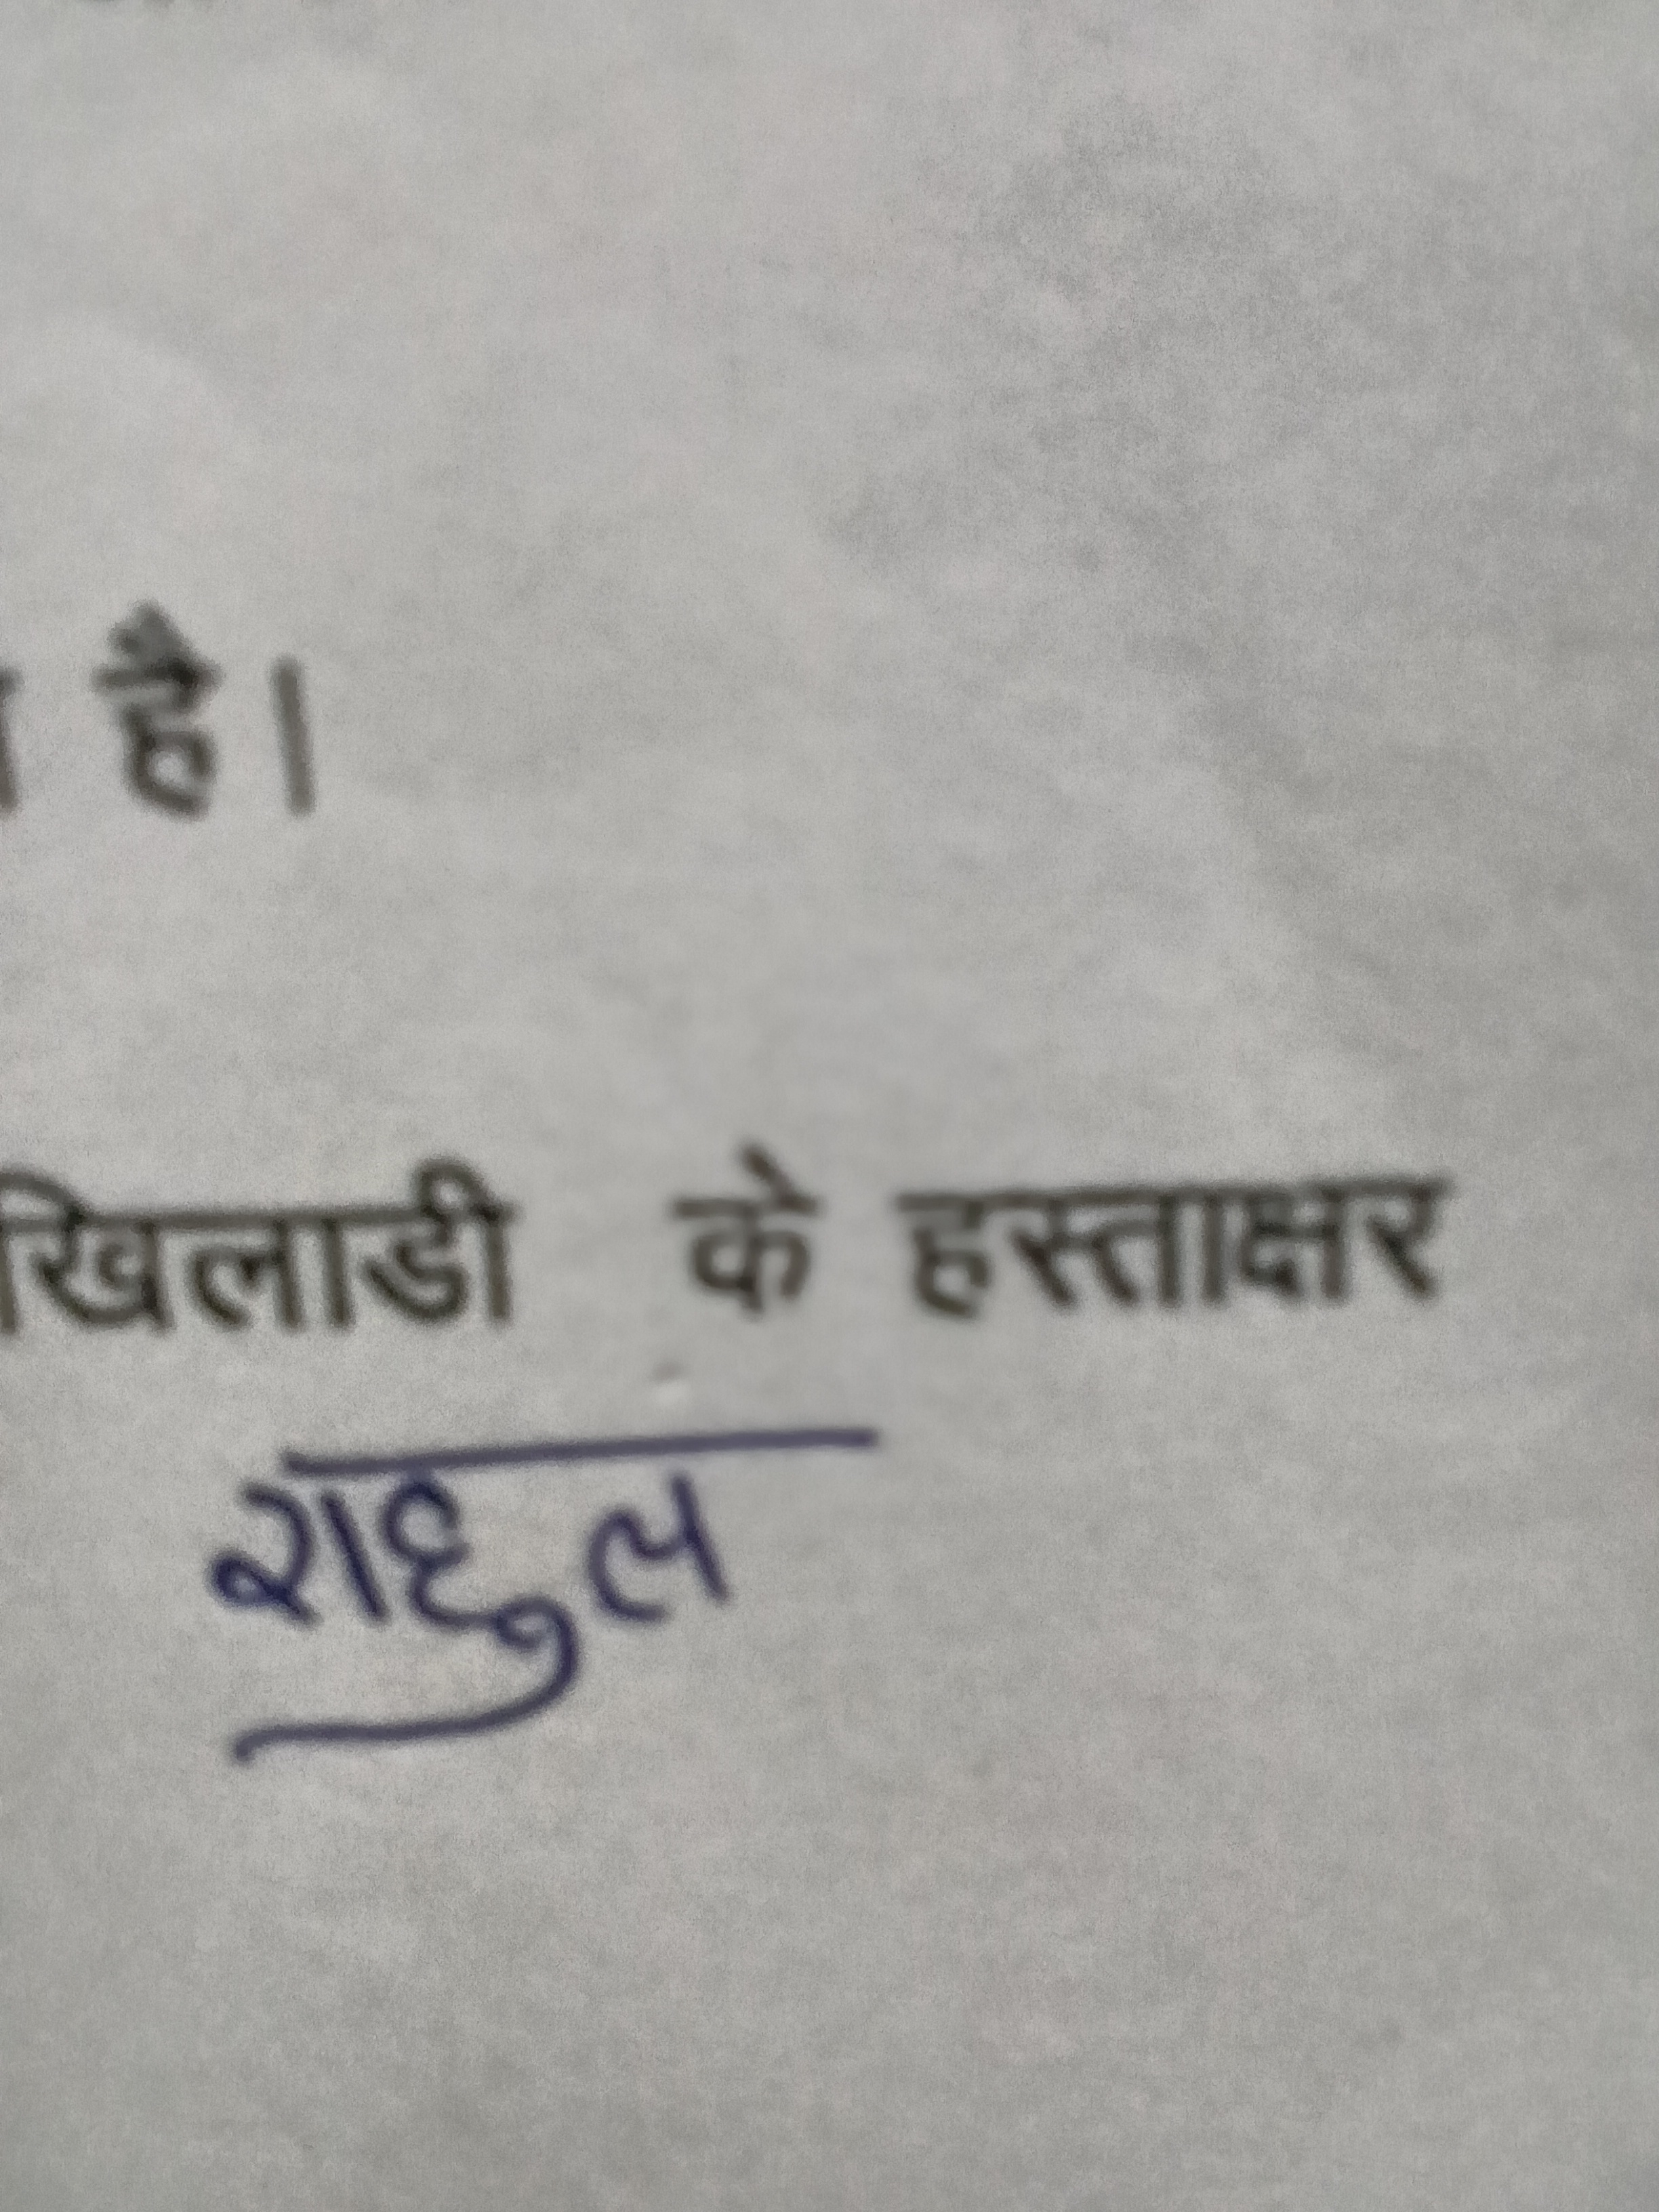 है।
खिलाडी के हस्ताक्षर
राहुल